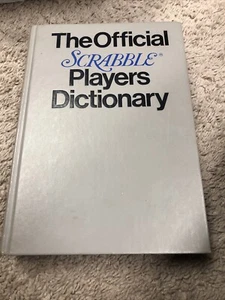 The Official
SCRABBLE®
Players
Dictionary